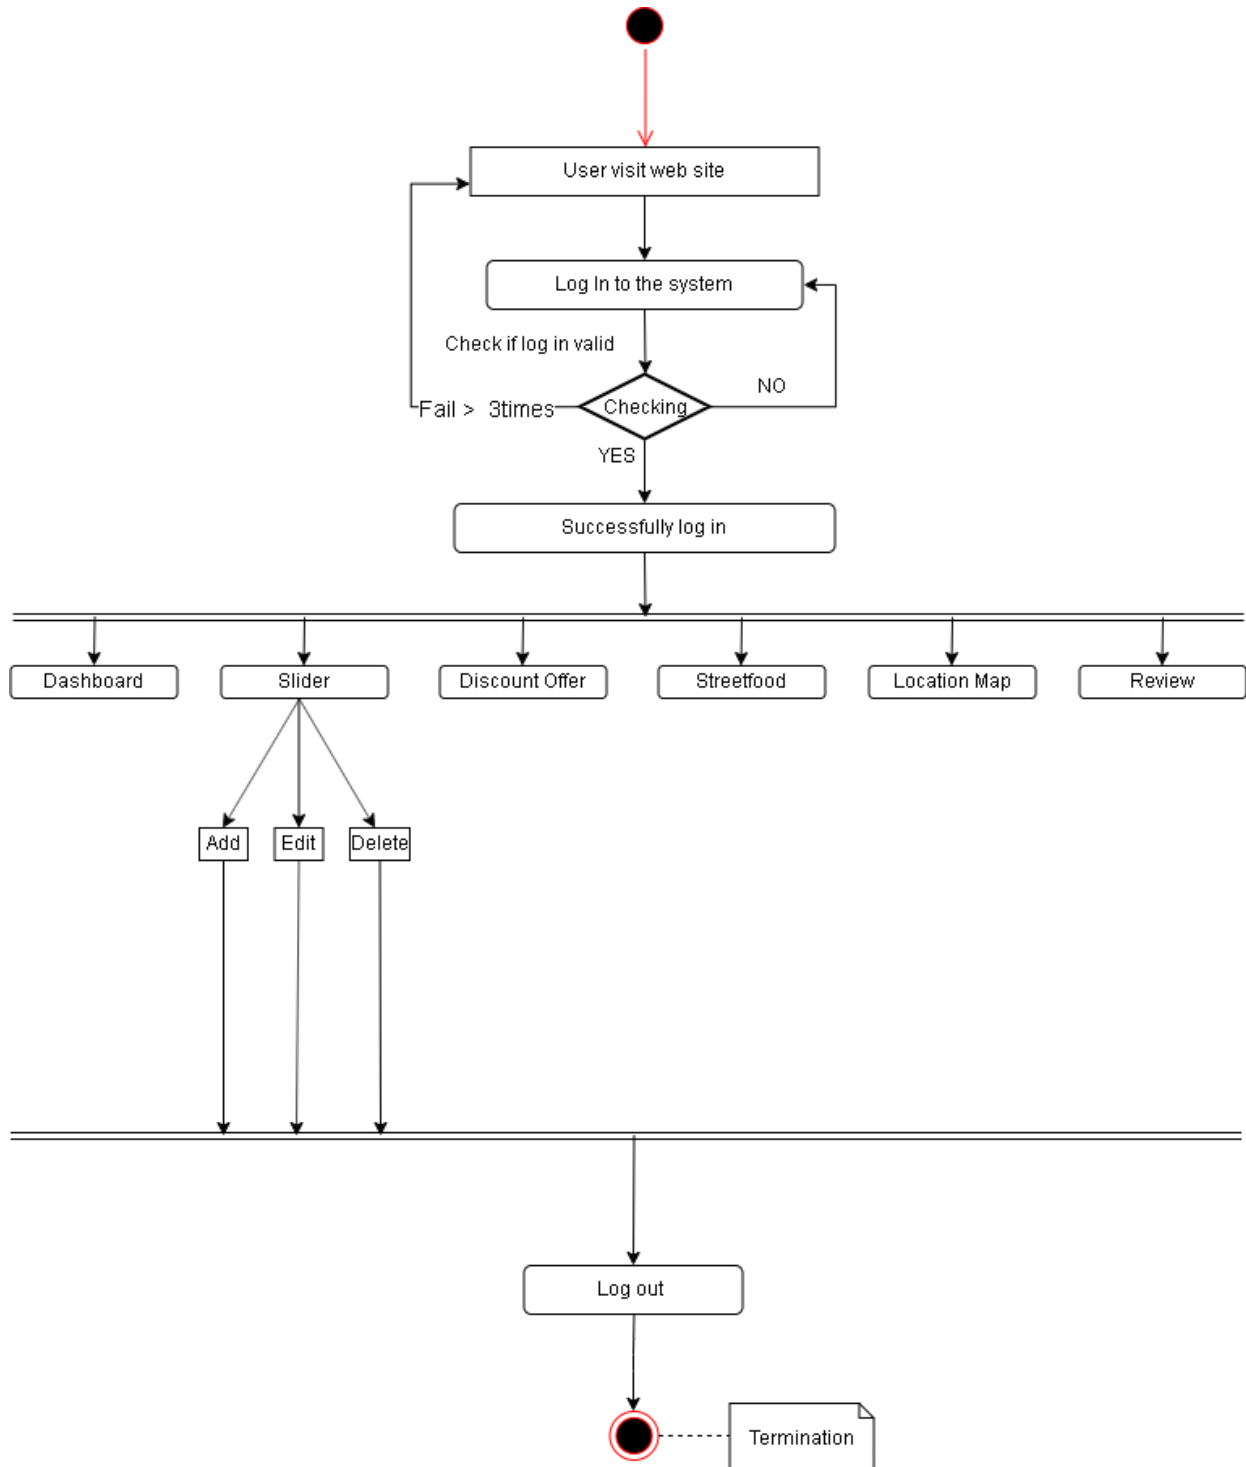 User visit web site
Log In to the system
Check if log in valid
NO
Fail >  3times
Checking
YES
Successfully log in
Dashboard
Slider
Discount Offer
Streetfood
Location Map
Review
Add
Edit
Delete
Log out
Termination